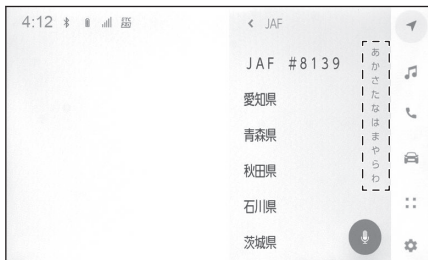 4:12
< JAF
JAF #8139
愛知県
青森県
秋田県
石川県
茨城県
あ
か
さ
た
な
は
ま
や
ら
わ